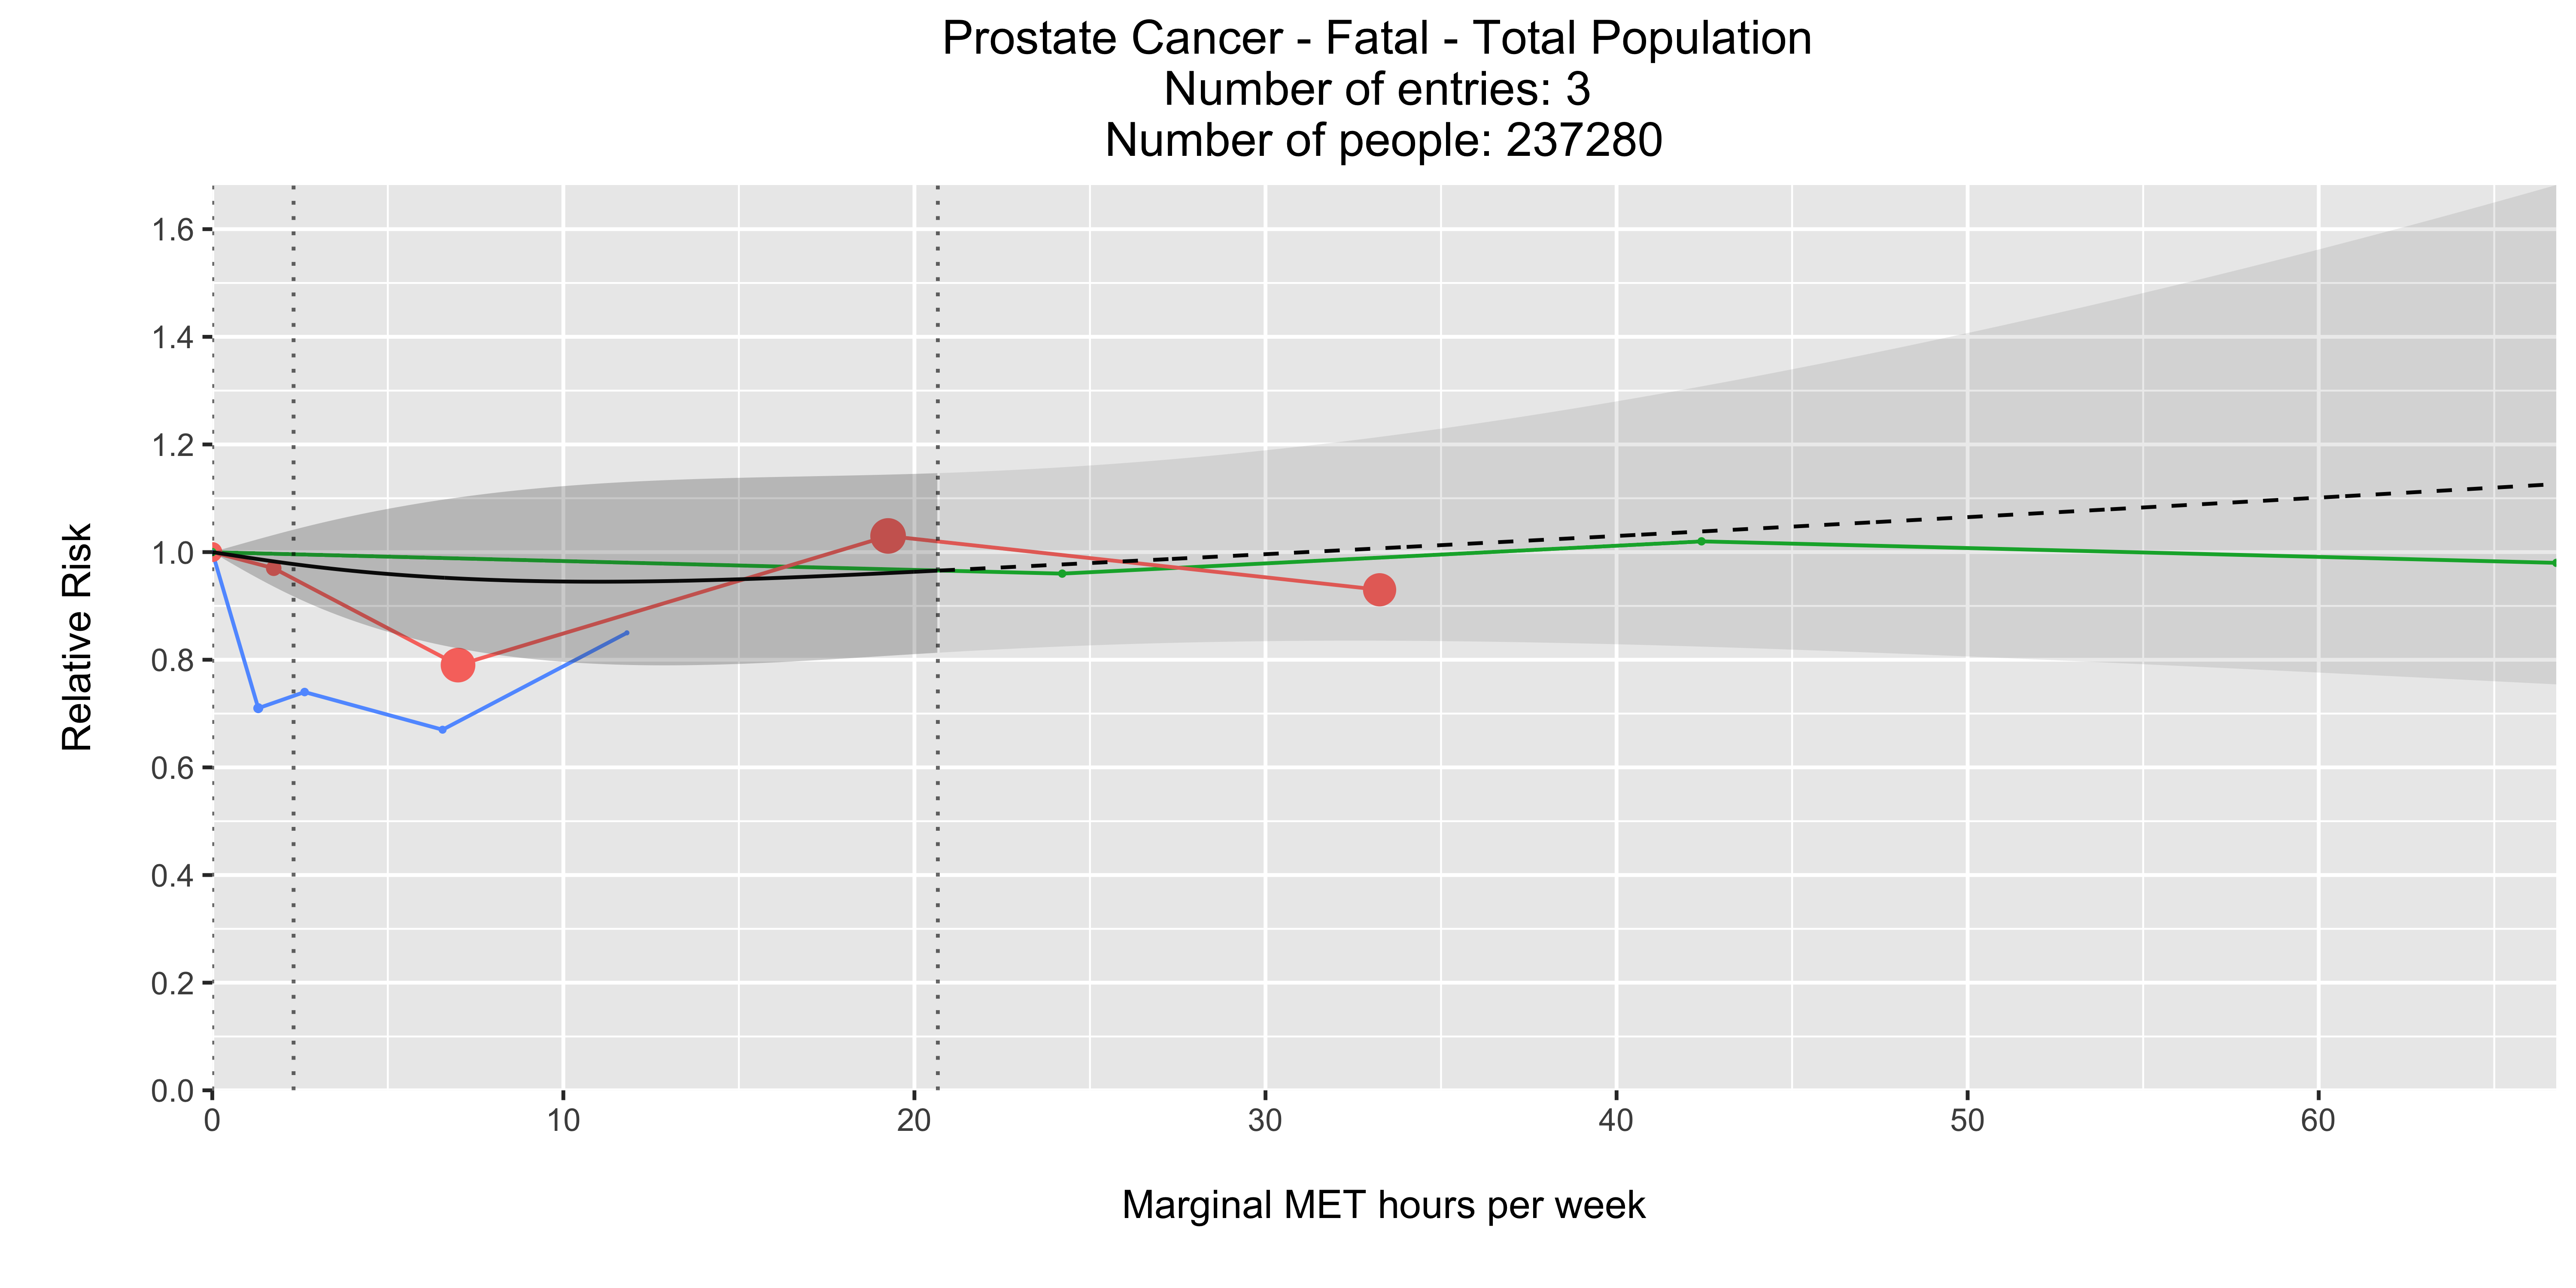 Prostate Cancer - Fatal - Total Population
Number of entries: 3
Number of people: 237280
Relative Risk
1.6
1.4
1.2
1.0
0.8
0.6
0.4
0.2
0.0
0 10 20 30 40 50 60
Marginal MET hours per week